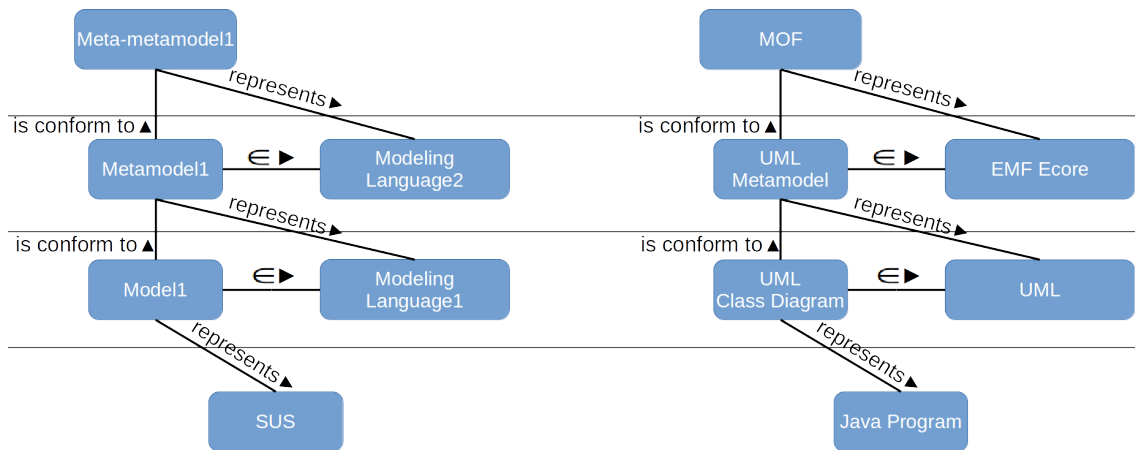 Meta-metamodel1
represents ►
is conform to ▲
Metamodel1
∈ ►
Modeling
Language2
represents ►
is conform to ▲
Model1
∈ ►
Modeling
Language1
represents ►
SUS
MOF
represents ►
is conform to ▲
UML
Metamodel
∈ ►
EMF Ecore
represents ►
is conform to ▲
UML
Class Diagram
∈ ►
UML
represents ►
Java Program